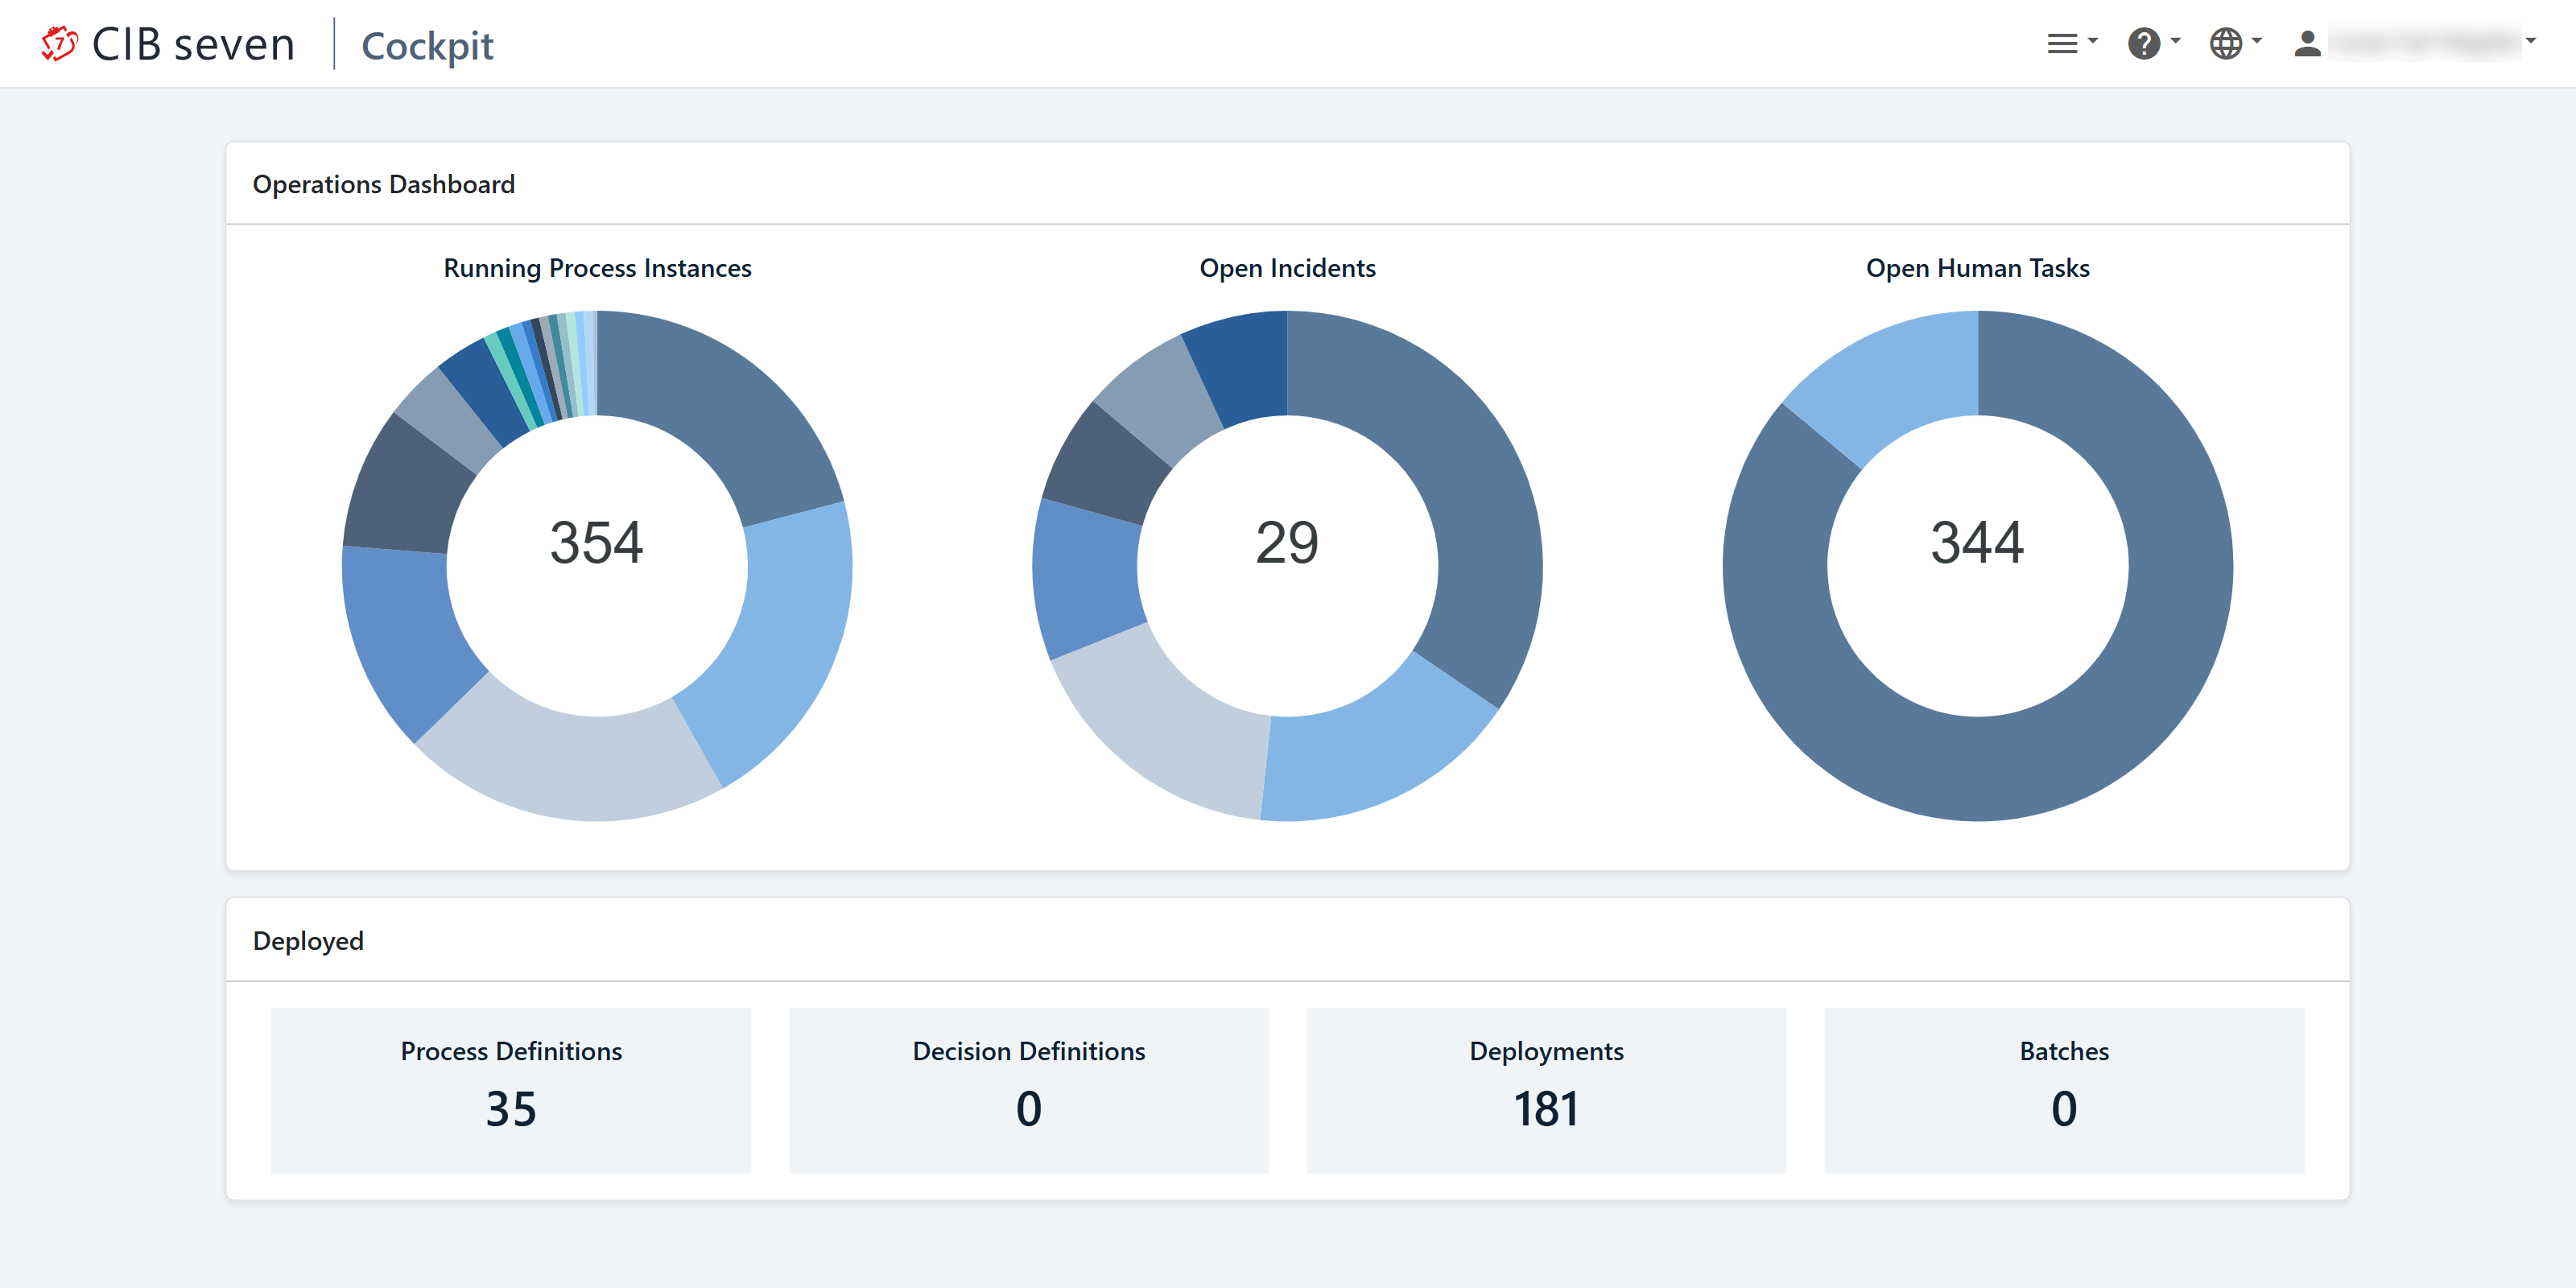 7 CIB seven Cockpit
Operations Dashboard
Running Process Instances
Open Incidents
Open Human Tasks
354
29
344
Deployed
Process Definitions
Decision Definitions
Deployments
Batches
35
0
181
0